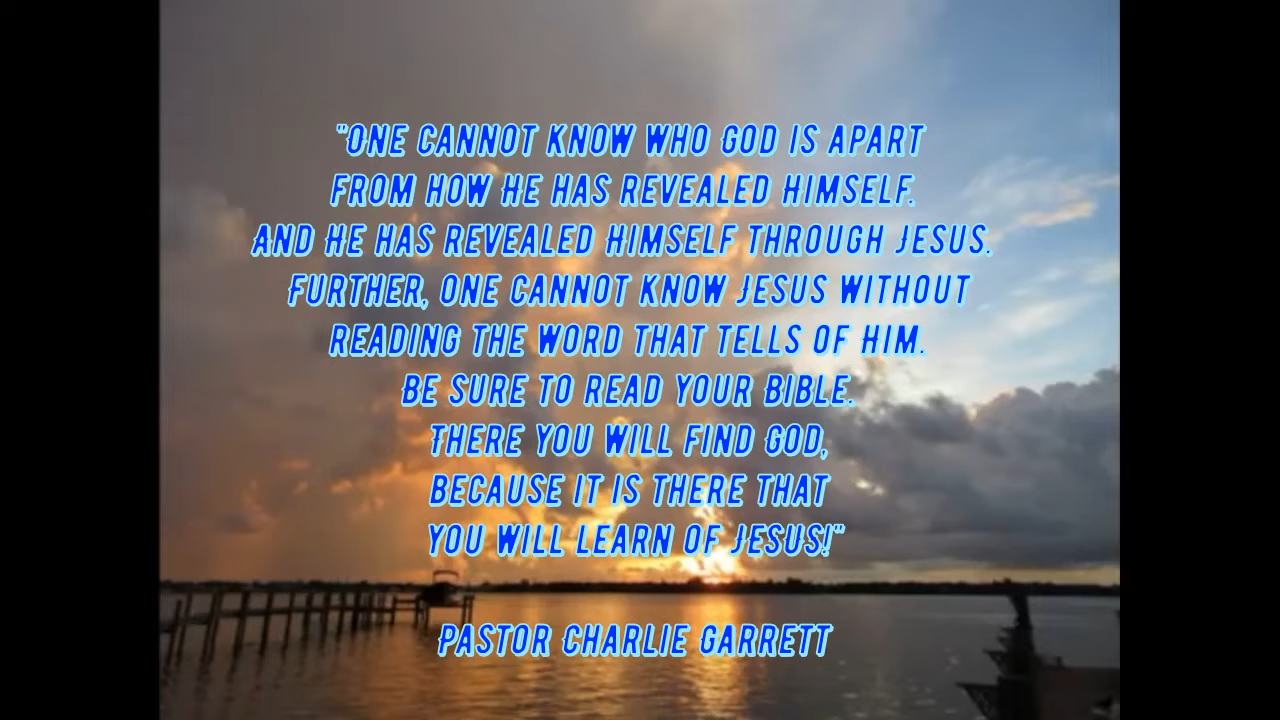 "One cannot know who God is apart
from how He has revealed Himself.
And He has revealed Himself through Jesus.
Further, one cannot know Jesus without
reading the Word that tells of Him.
Be sure to read your Bible.
There you will find God,
because it is there that
you will learn of Jesus!"
Pastor Charlie Garrett